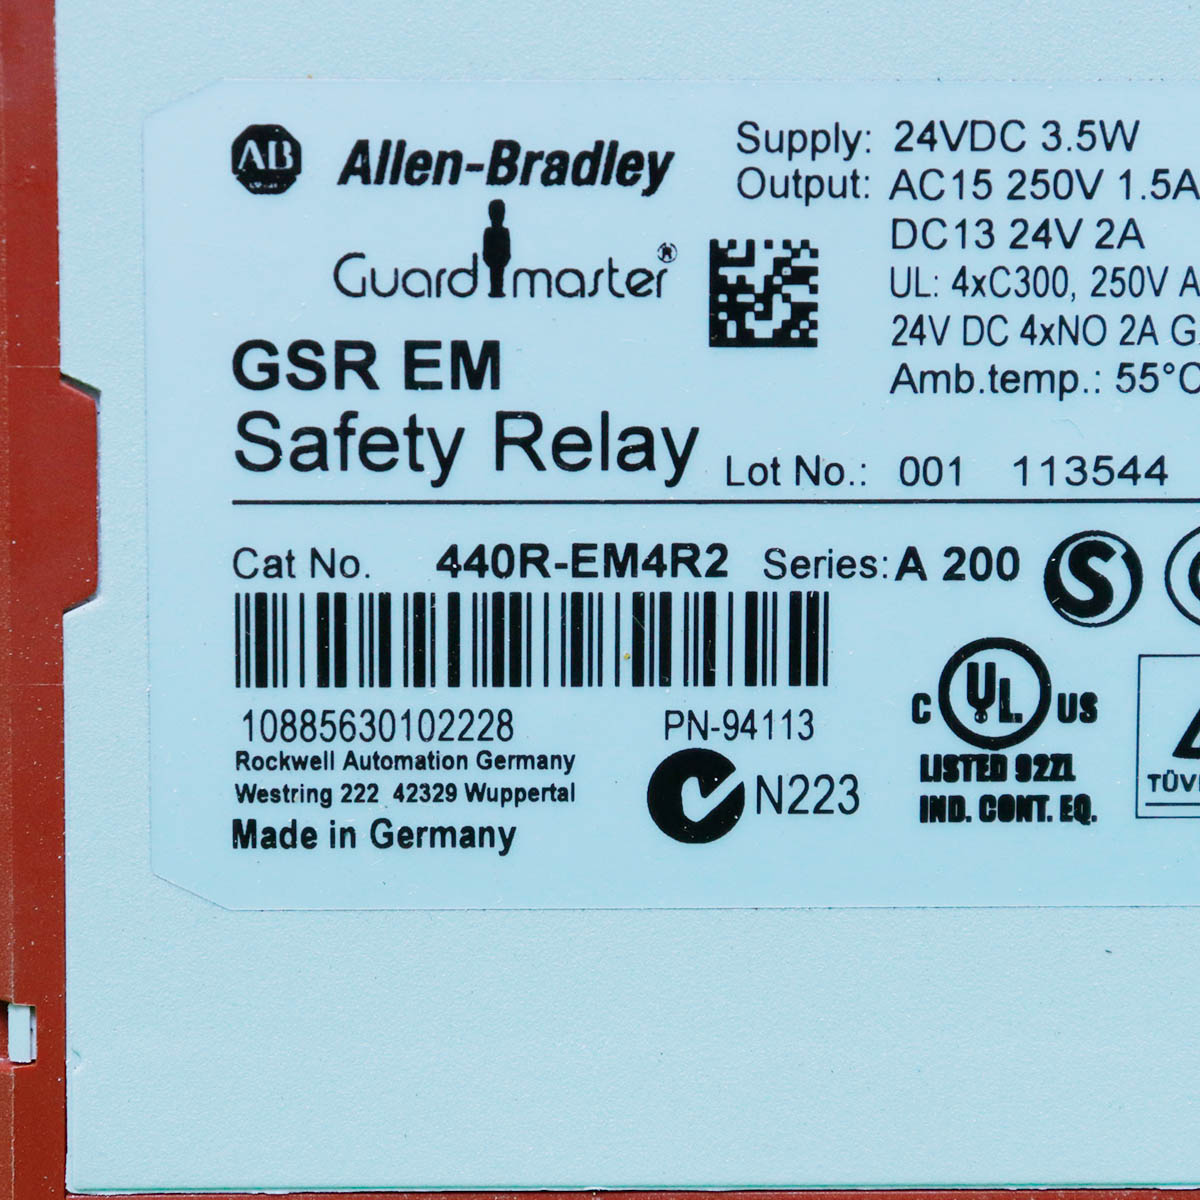 AB Allen-Bradley
Guardmaster®
GSR EM
Safety Relay
Supply: 24VDC 3.5W
Output: AC15 250V 1.5A
DC13 24V 2A
UL: 4xC300, 250V A
24V DC 4xNO 2A G.
Amb.temp.: 55°C
Lot No.: 001 113544
Cat No. 440R-EM4R2 Series: A 200
S
10885630102228 PN-94113
Rockwell Automation Germany
Westring 222 42329 Wuppertal
Made in Germany
N223
C UL US
LISTED 9ZZL
IND. CONT. EQ.
TÜV